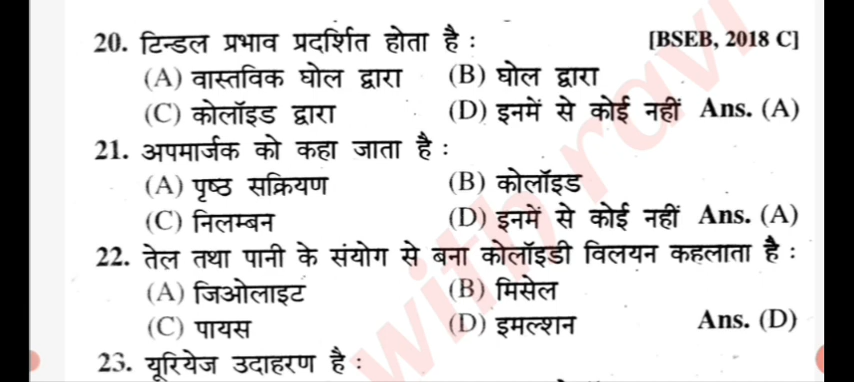 20. टिन्डल प्रभाव प्रदर्शित होता है : [BSEB, 2018 C]
(A) वास्तविक घोल द्वारा (B) घोल द्वारा
(C) कोलॉइड द्वारा (D) इनमें से कोई नहीं Ans. (A)
21. अपमार्जक को कहा जाता है :
(A) पृष्ठ सक्रियण (B) कोलॉइड
(C) निलम्बन (D) इनमें से कोई नहीं Ans. (A)
22. तेल तथा पानी के संयोग से बना कोलॉइडी विलयन कहलाता है :
(A) जिओलाइट (B) मिसेल
(C) पायस (D) इमल्शन Ans. (D)
23. यूरियेज उदाहरण है :
with ravi